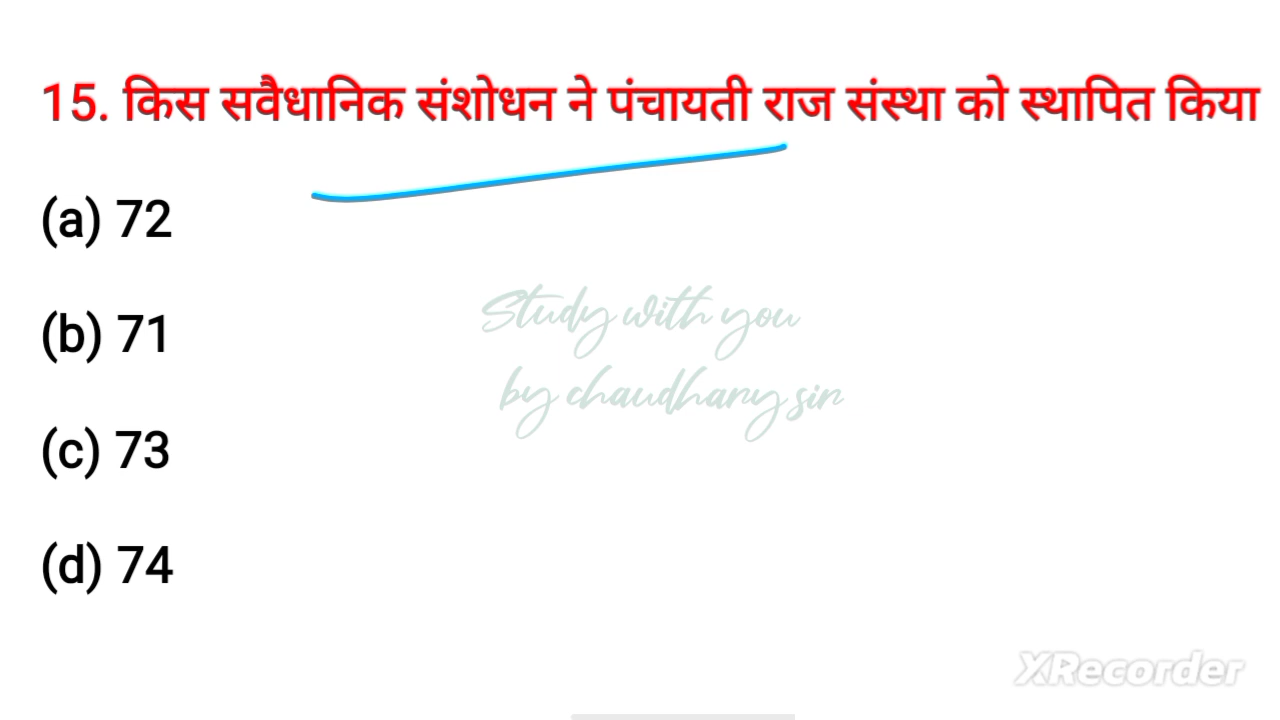 15. किस सवैधानिक संशोधन ने पंचायती राज संस्था को स्थापित किया
(a) 72
(b) 71
Study with you
by chaudhary sir
(c) 73
(d) 74
XRecorder